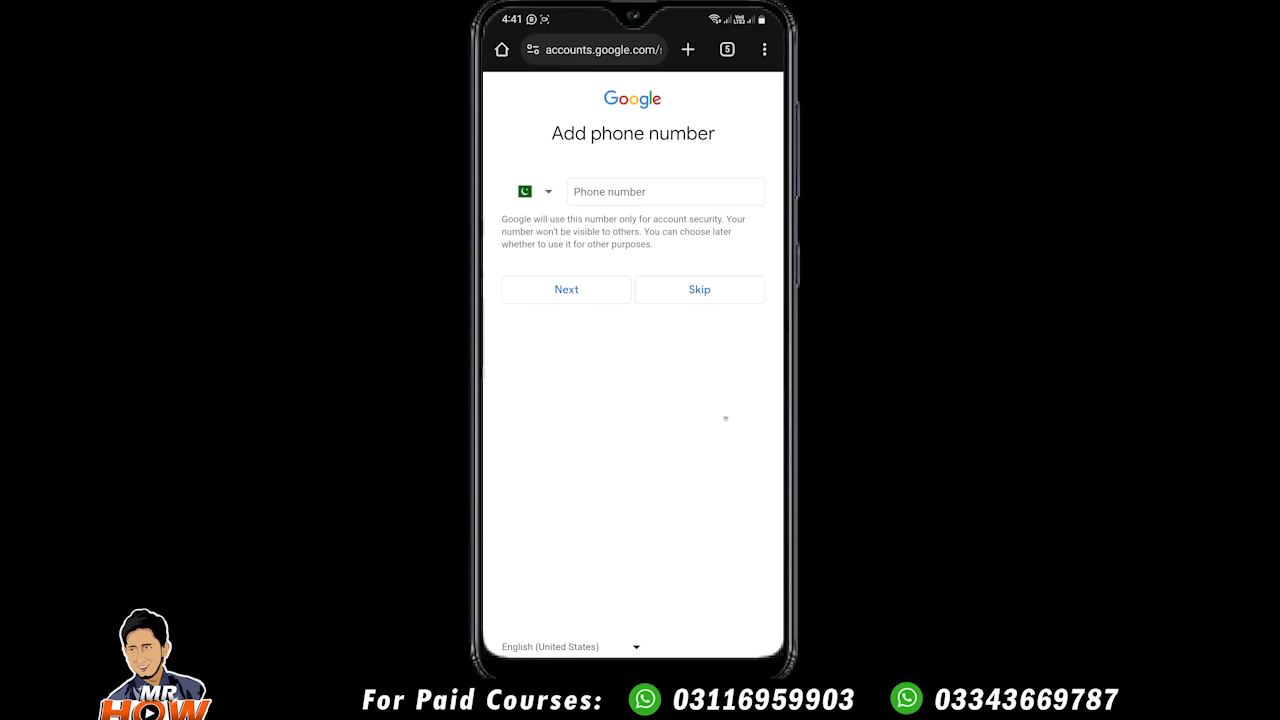 4:41
accounts.google.com/s
5
Google
Add phone number
Phone number
Google will use this number only for account security. Your
number won't be visible to others. You can choose later
whether to use it for other purposes.
Next
Skip
English (United States)
MR
HOW
For Paid Courses: 03116959903 03343669787